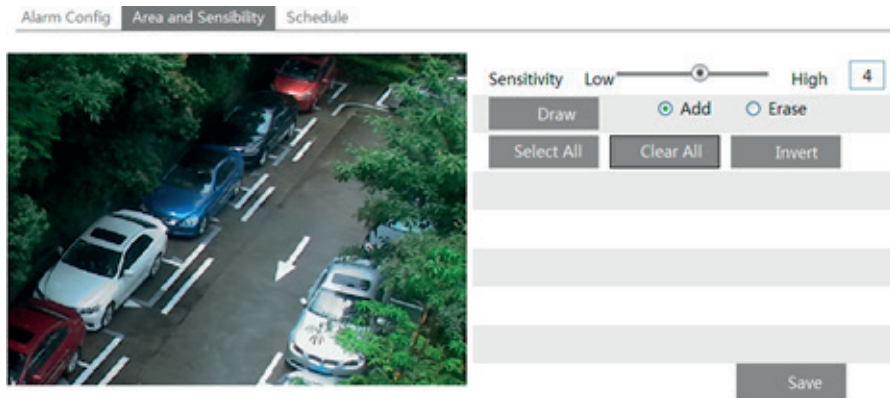 Alarm Config Area and Sensibility Schedule
Sensitivity Low High 4
Draw Add Erase
Select All Clear All Invert
Save